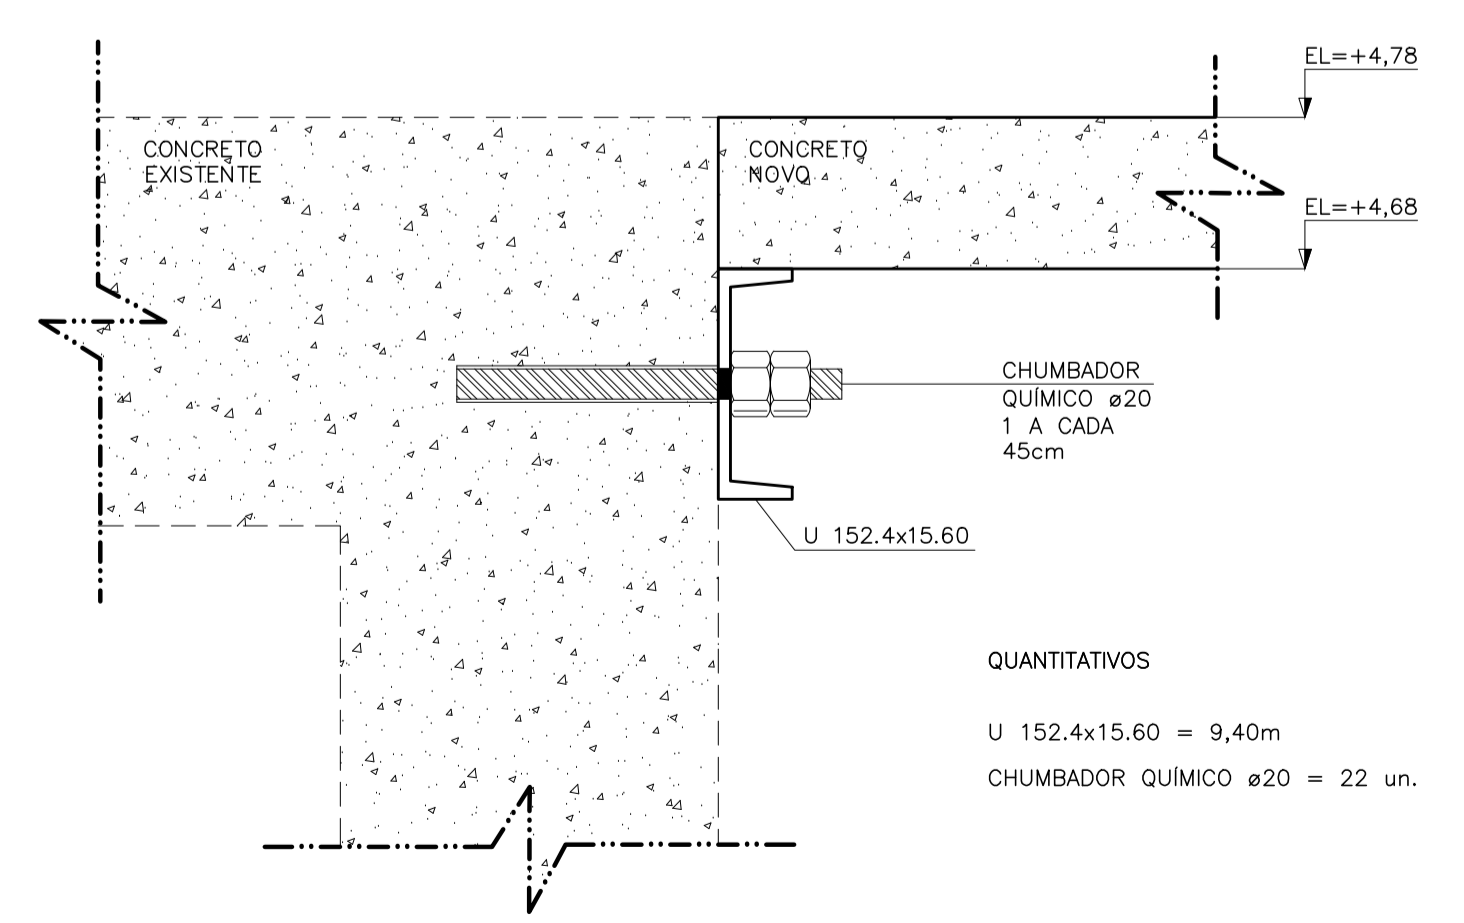 EL=+4,78
CONCRETO
EXISTENTE
CONCRETO
NOVO
EL=+4,68
CHUMBADOR
QUÍMICO ø20
1 A CADA
45cm
U 152.4x15.60
QUANTITATIVOS
U 152.4x15.60 = 9,40m
CHUMBADOR QUÍMICO ø20 = 22 un.